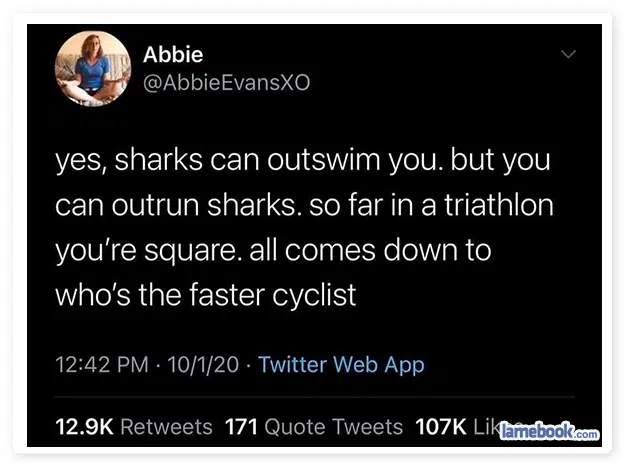 Abbie
@AbbieEvansXO
yes, sharks can outswim you. but you
can outrun sharks. so far in a triathlon
you're square. all comes down to
who's the faster cyclist
12:42 PM · 10/1/20 · Twitter Web App
12.9K Retweets 171 Quote Tweets 107K
lamebook.com